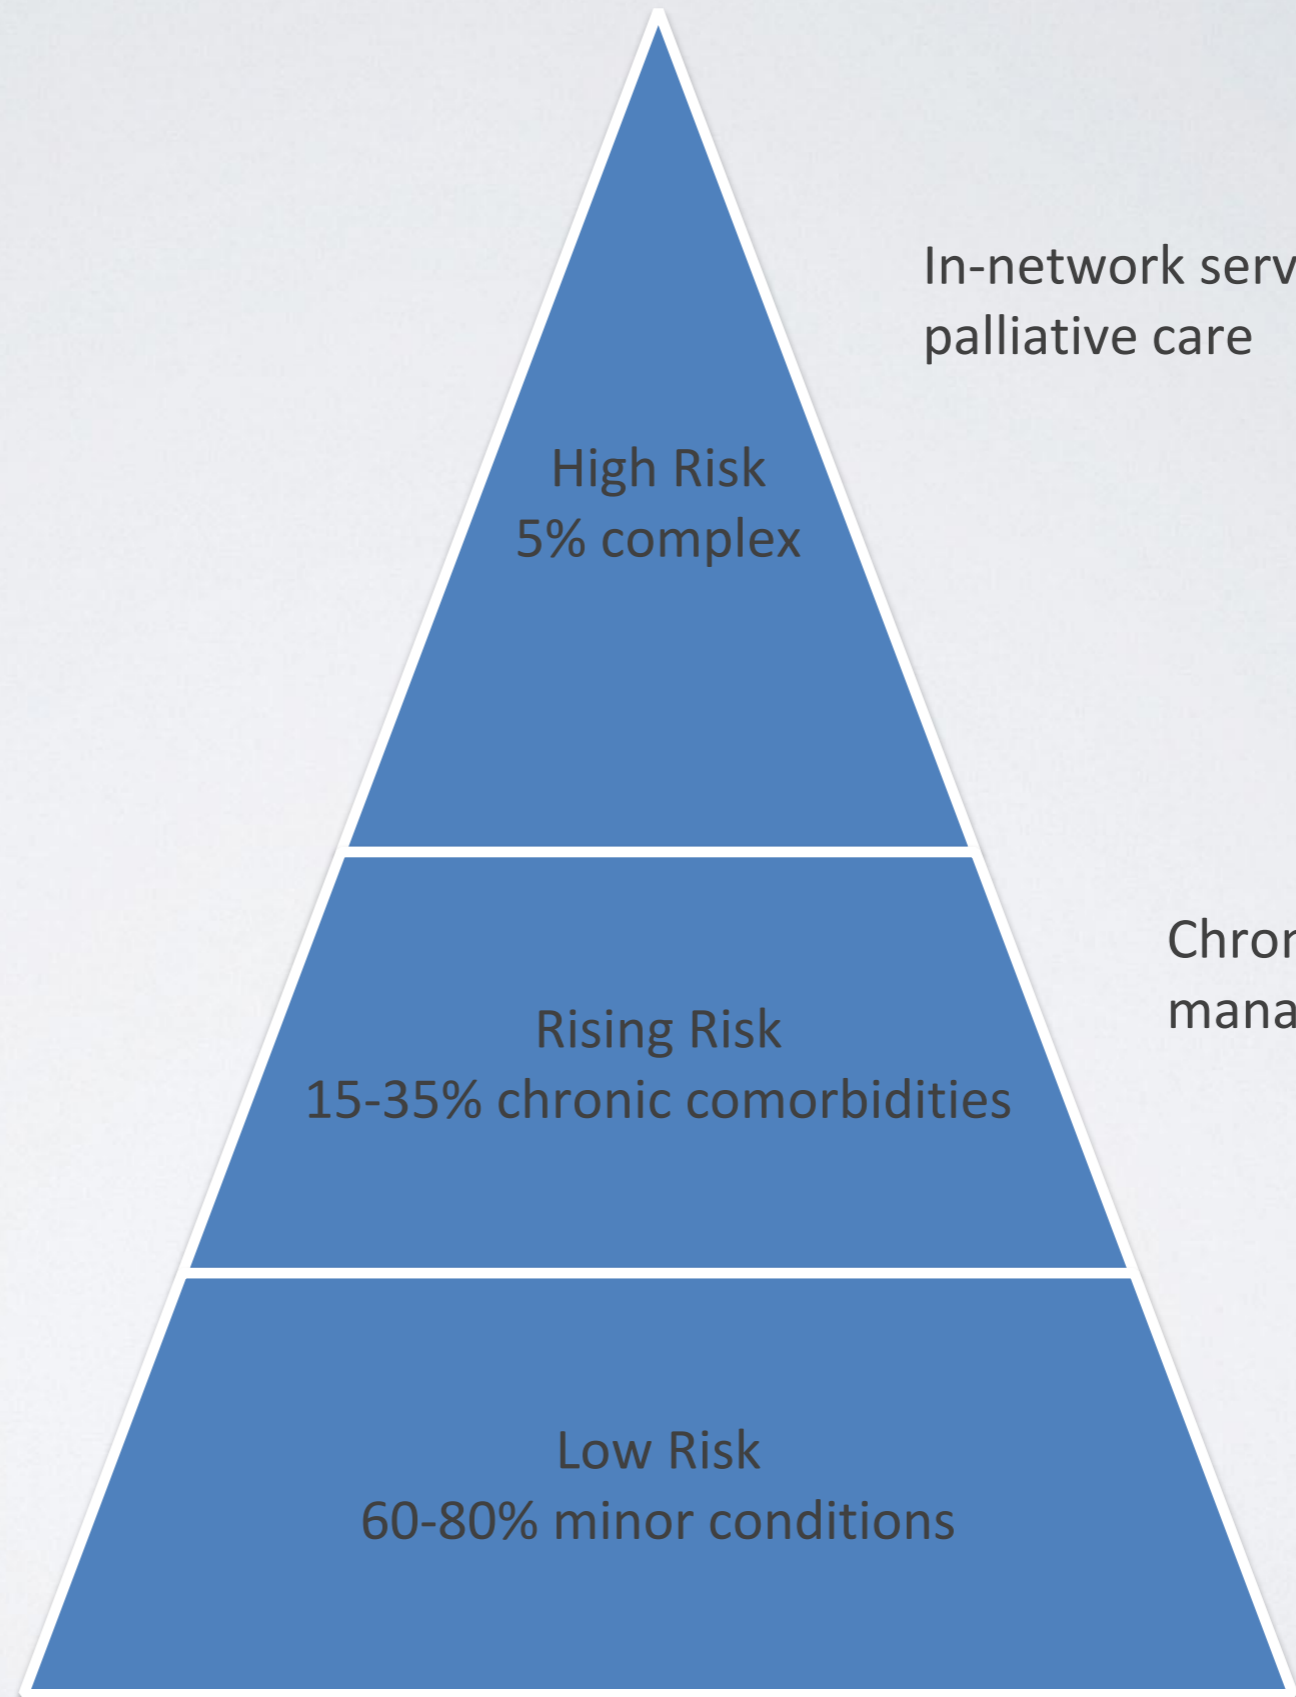 In-network serv
palliative care
High Risk
5% complex
Chron
mana
Rising Risk
15-35% chronic comorbidities
Low Risk
60-80% minor conditions